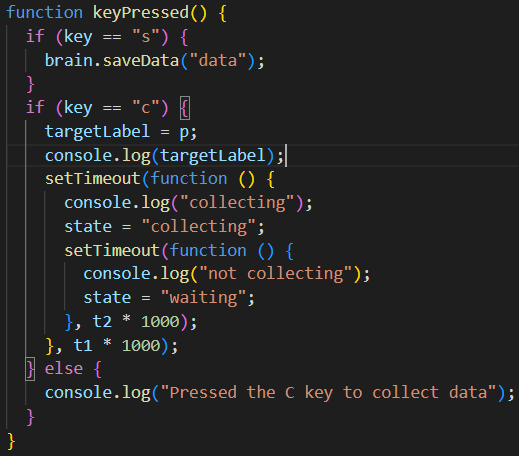 function keyPressed() {
  if (key == "s") {
    brain.saveData("data");
  }
  if (key == "c") {
    targetLabel = p;
    console.log(targetLabel);
    setTimeout(function () {
      console.log("collecting");
      state = "collecting";
      setTimeout(function () {
        console.log("not collecting");
        state = "waiting";
      }, t2 * 1000);
    }, t1 * 1000);
  } else {
    console.log("Pressed the C key to collect data");
  }
}